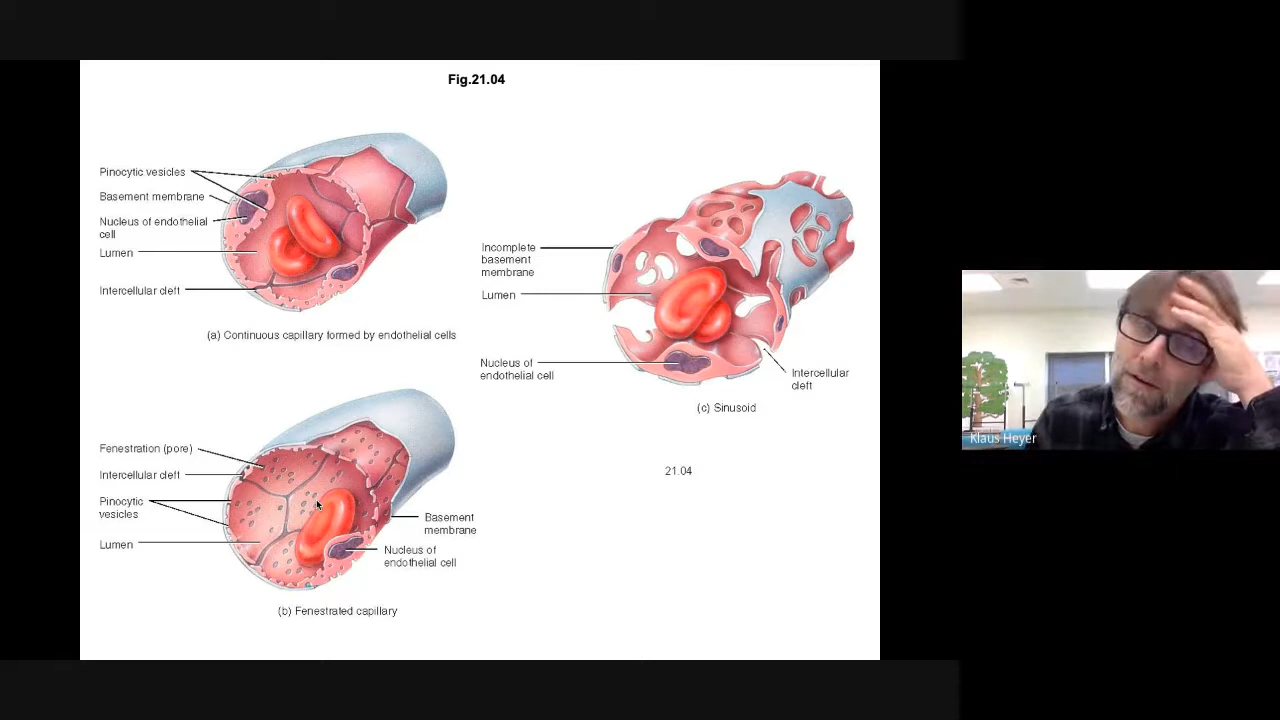 Fig.21.04
Pinocytic vesicles
Basement membrane
Nucleus of endothelial
cell
Lumen
Intercellular cleft
(a) Continuous capillary formed by endothelial cells
Incomplete
basement
membrane
Lumen
Nucleus of
endothelial cell
Intercellular
cleft
(c) Sinusoid
Fenestration (pore)
Intercellular cleft
Pinocytic
vesicles
Lumen
Basement
membrane
Nucleus of
endothelial cell
(b) Fenestrated capillary
21.04
Klaus Heyer